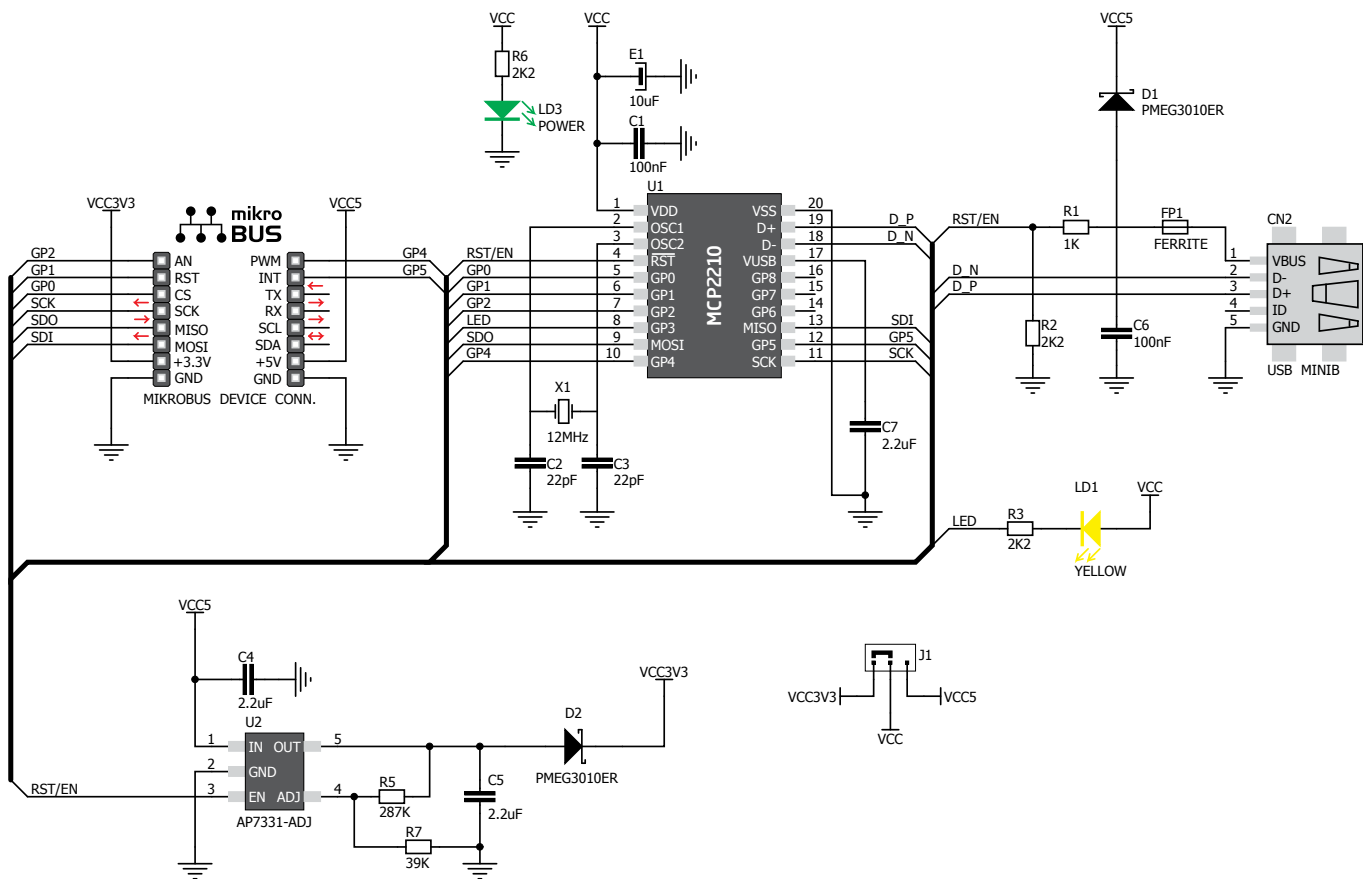 VCC
R6
2K2
LD3
POWER
VCC
E1
10uF
C1
100nF
VCC5
D1
PMEG3010ER
VCC3V3
mikro
BUS
VCC5
GP2
GP1
GP0
SCK
SDO
SDI
AN
RST
CS
SCK
MISO
MOSI
+3.3V
GND
PWM
INT
TX
RX
SCL
SDA
+5V
GND
GP4
GP5
MIKROBUS DEVICE CONN.
U1
MCP2210
RST/EN
GP0
GP1
GP2
LED
SDO
GP4
1
2
3
4
5
6
7
8
9
10
VDD
OSC1
OSC2
RST
GP0
GP1
GP2
GP3
MOSI
GP4
VSS
D+
D-
VUSB
GP8
GP7
GP6
MISO
GP5
SCK
20
19
18
17
16
15
14
13
12
11
D_P
D_N
SDI
GP5
SCK
X1
12MHz
C2
22pF
C3
22pF
C7
2.2uF
RST/EN
R1
1K
FP1
FERRITE
D_N
D_P
R2
2K2
C6
100nF
CN2
1
2
3
4
5
VBUS
D-
D+
ID
GND
USB MINIB
LED
R3
2K2
LD1
YELLOW
VCC
VCC5
C4
2.2uF
U2
1
2
3
IN
GND
EN
OUT
ADJ
5
4
AP7331-ADJ
RST/EN
R5
287K
R7
39K
C5
2.2uF
D2
PMEG3010ER
VCC3V3
J1
VCC3V3
VCC5
VCC